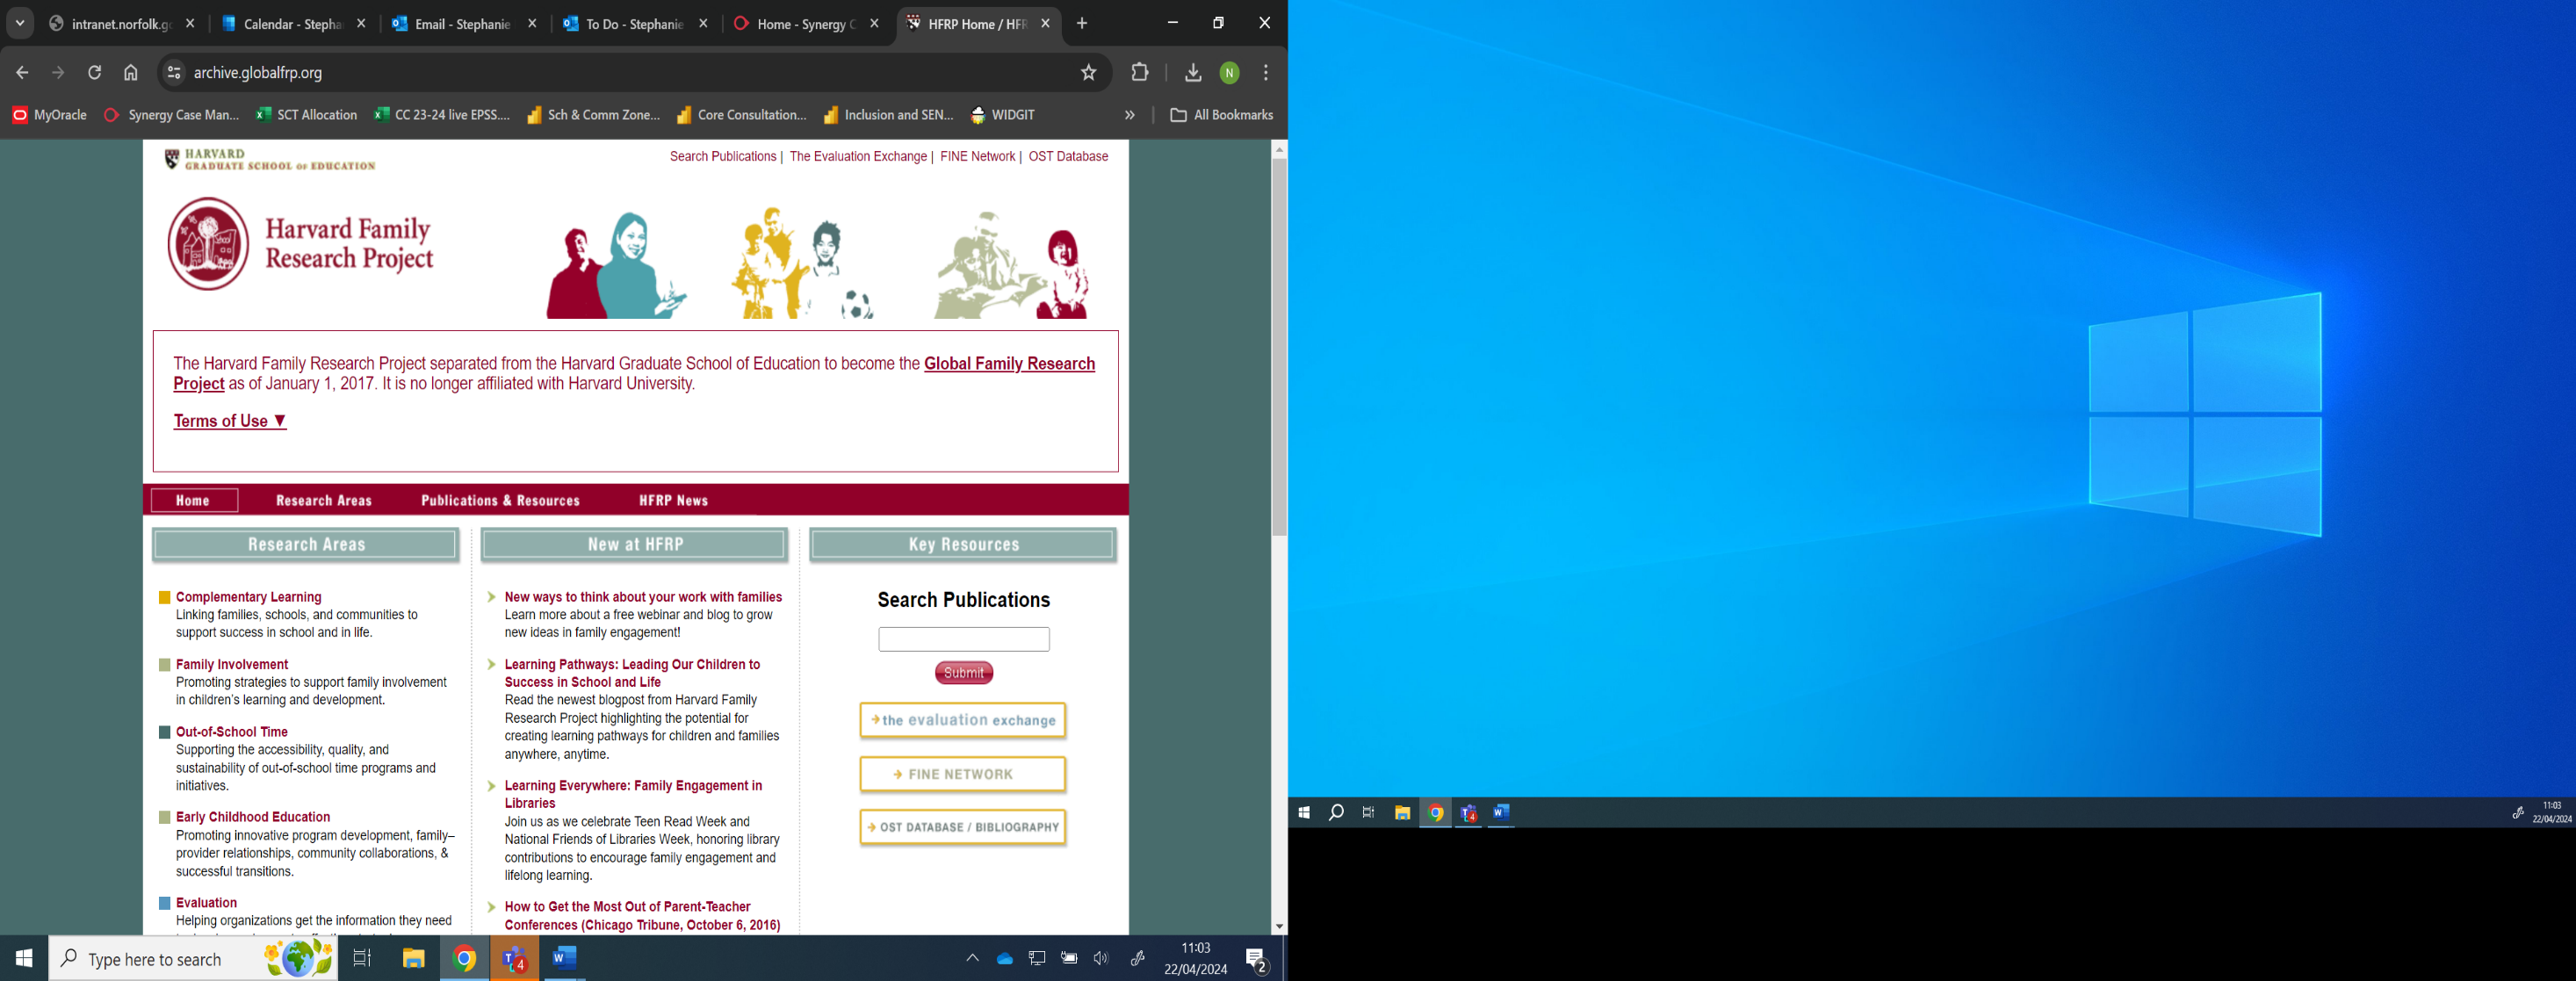 intranet.norfolk.gc
Calendar - Stepha
Email - Stephanie
To Do - Stephanie
Home - Synergy C
HFRP Home / HFR
archive.globalfrp.org
N
MyOracle
Synergy Case Man...
SCT Allocation
CC 23-24 live EPSS....
Sch & Comm Zone...
Core Consultation...
Inclusion and SEN...
WIDGIT
»
All Bookmarks
HARVARD
GRADUATE SCHOOL OF EDUCATION
Search Publications | The Evaluation Exchange | FINE Network | OST Database
Harvard Family
Research Project
The Harvard Family Research Project separated from the Harvard Graduate School of Education to become the Global Family Research
Project as of January 1, 2017. It is no longer affiliated with Harvard University.
Terms of Use ▼
Home
Research Areas
Publications & Resources
HFRP News
Research Areas
Complementary Learning
Linking families, schools, and communities to
support success in school and in life.
Family Involvement
Promoting strategies to support family involvement
in children's learning and development.
Out-of-School Time
Supporting the accessibility, quality, and
sustainability of out-of-school time programs and
initiatives.
Early Childhood Education
Promoting innovative program development, family–
provider relationships, community collaborations, &
successful transitions.
Evaluation
Helping organizations get the information they need
New at HFRP
New ways to think about your work with families
Learn more about a free webinar and blog to grow
new ideas in family engagement!
Learning Pathways: Leading Our Children to
Success in School and Life
Read the newest blogpost from Harvard Family
Research Project highlighting the potential for
creating learning pathways for children and families
anywhere, anytime.
Learning Everywhere: Family Engagement in
Libraries
Join us as we celebrate Teen Read Week and
National Friends of Libraries Week, honoring library
contributions to encourage family engagement and
lifelong learning.
How to Get the Most Out of Parent-Teacher
Conferences (Chicago Tribune, October 6, 2016)
Key Resources
Search Publications
Submit
the evaluation exchange
FINE NETWORK
OST DATABASE / BIBLIOGRAPHY
Type here to search
4
W
11:03
22/04/2024
2
4
W
11:03
22/04/2024